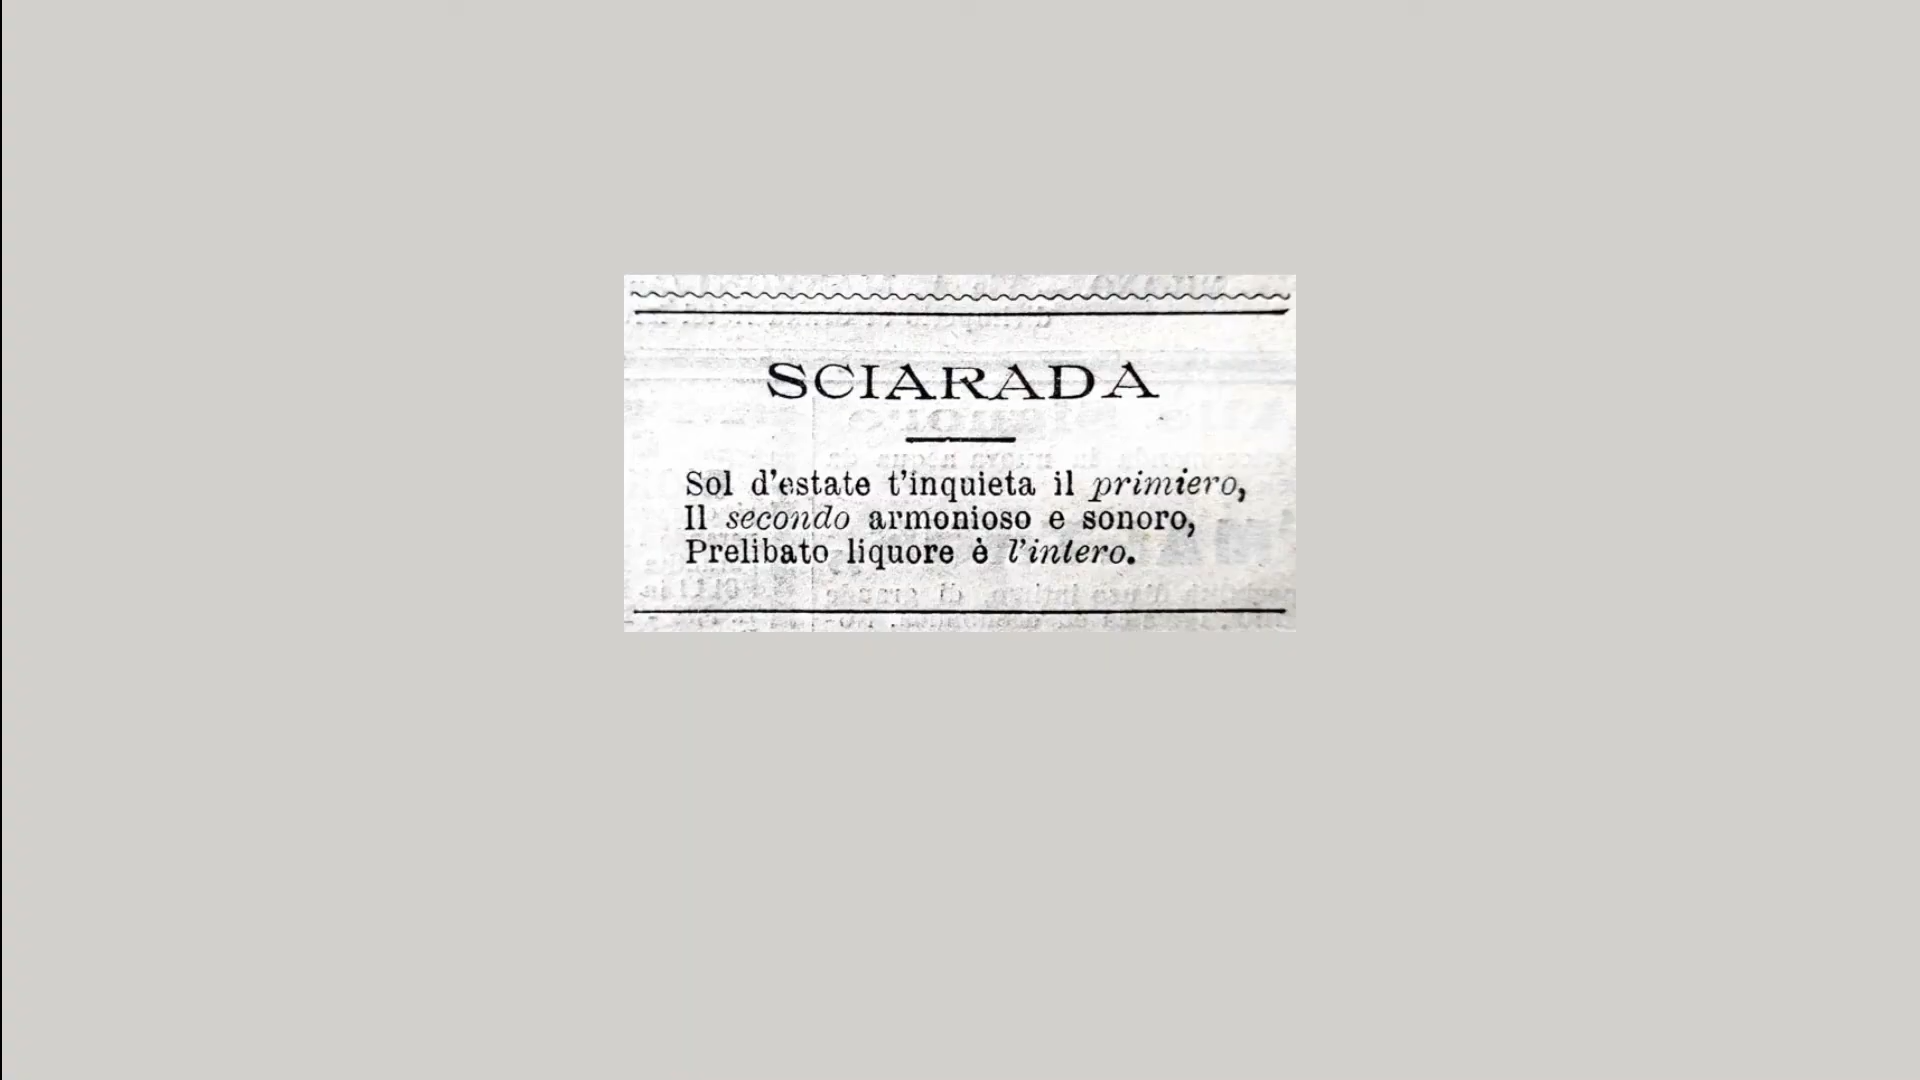 SCIARADA
Sol d'estate t'inquieta il primiero,
Il secondo armonioso e sonoro,
Prelibato liquore è l'intero.